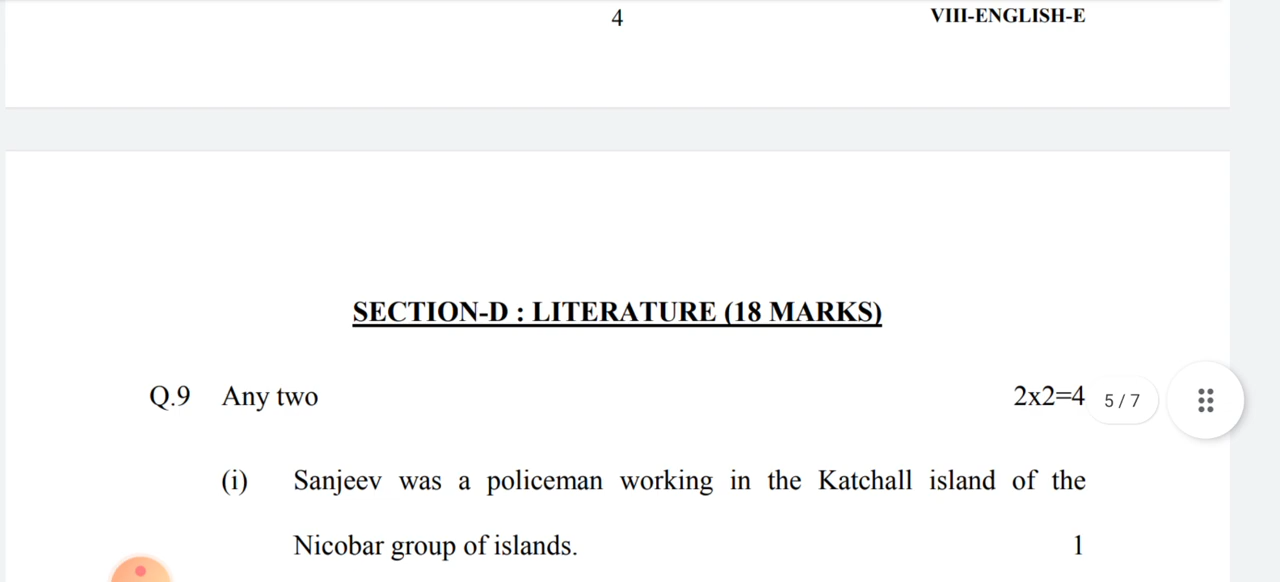 4 VIII-ENGLISH-E
SECTION-D : LITERATURE (18 MARKS)
Q.9 Any two 2x2=4 5 / 7
(i) Sanjeev was a policeman working in the Katchall island of the
Nicobar group of islands. 1